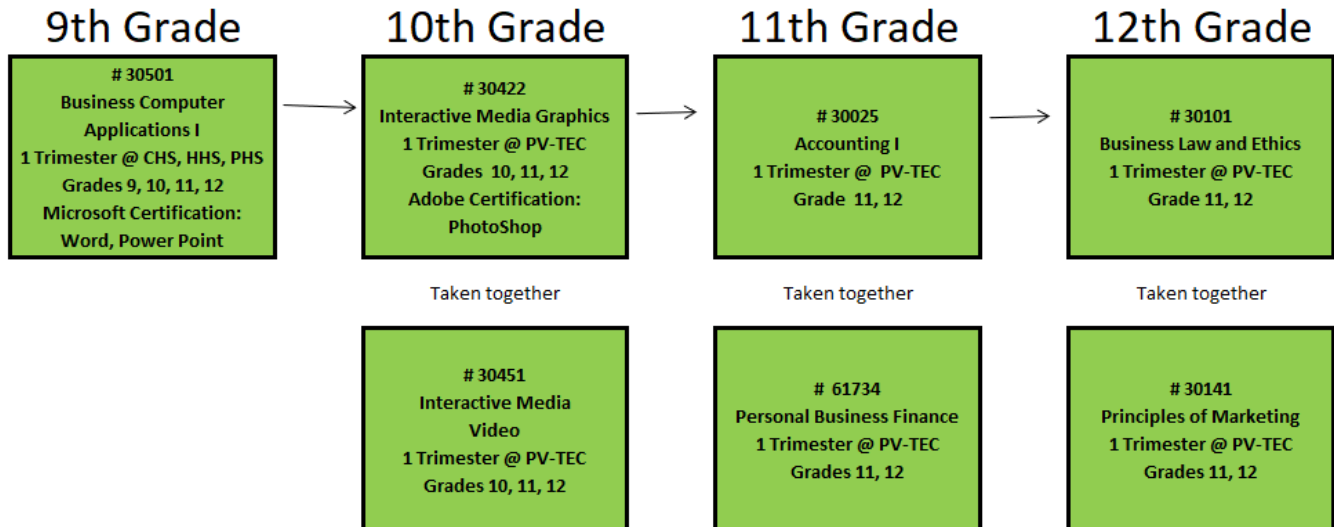 9th Grade
10th Grade
11th Grade
12th Grade
# 30501
Business Computer
Applications I
1 Trimester @ CHS, HHS, PHS
Grades 9, 10, 11, 12
Microsoft Certification:
Word, Power Point
# 30422
Interactive Media Graphics
1 Trimester @ PV-TEC
Grades 10, 11, 12
Adobe Certification:
PhotoShop
# 30025
Accounting I
1 Trimester @ PV-TEC
Grade 11, 12
# 30101
Business Law and Ethics
1 Trimester @ PV-TEC
Grade 11, 12
Taken together
Taken together
Taken together
# 30451
Interactive Media
Video
1 Trimester @ PV-TEC
Grades 10, 11, 12
# 61734
Personal Business Finance
1 Trimester @ PV-TEC
Grades 11, 12
# 30141
Principles of Marketing
1 Trimester @ PV-TEC
Grades 11, 12